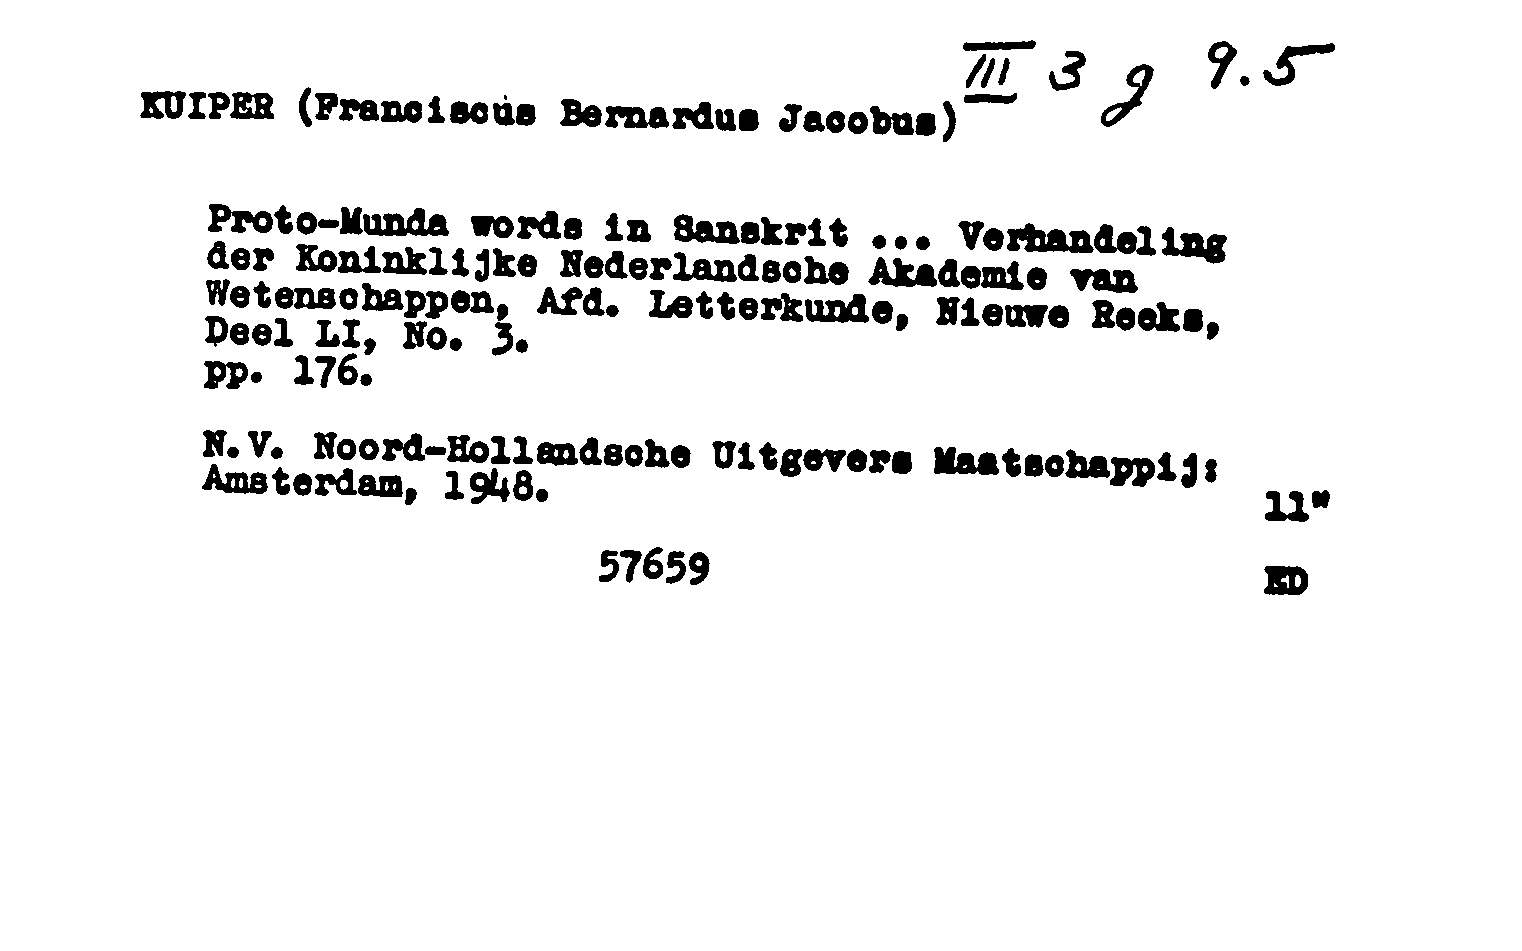 III 3 g 9.5
KUIPER (Franciscus Bernardus Jacobus)
Proto-Munda words in Sanskrit ... Verhandeling
der Koninklijke Nederlandsche Akademie van
Wetenschappen, Afd. Letterkunde, Nieuwe Reeks,
Deel LI, No. 3.
pp. 176.
N.V. Noord-Hollandsche Uitgevers Maatschappij:
Amsterdam, 1948.
11"
57659
ED